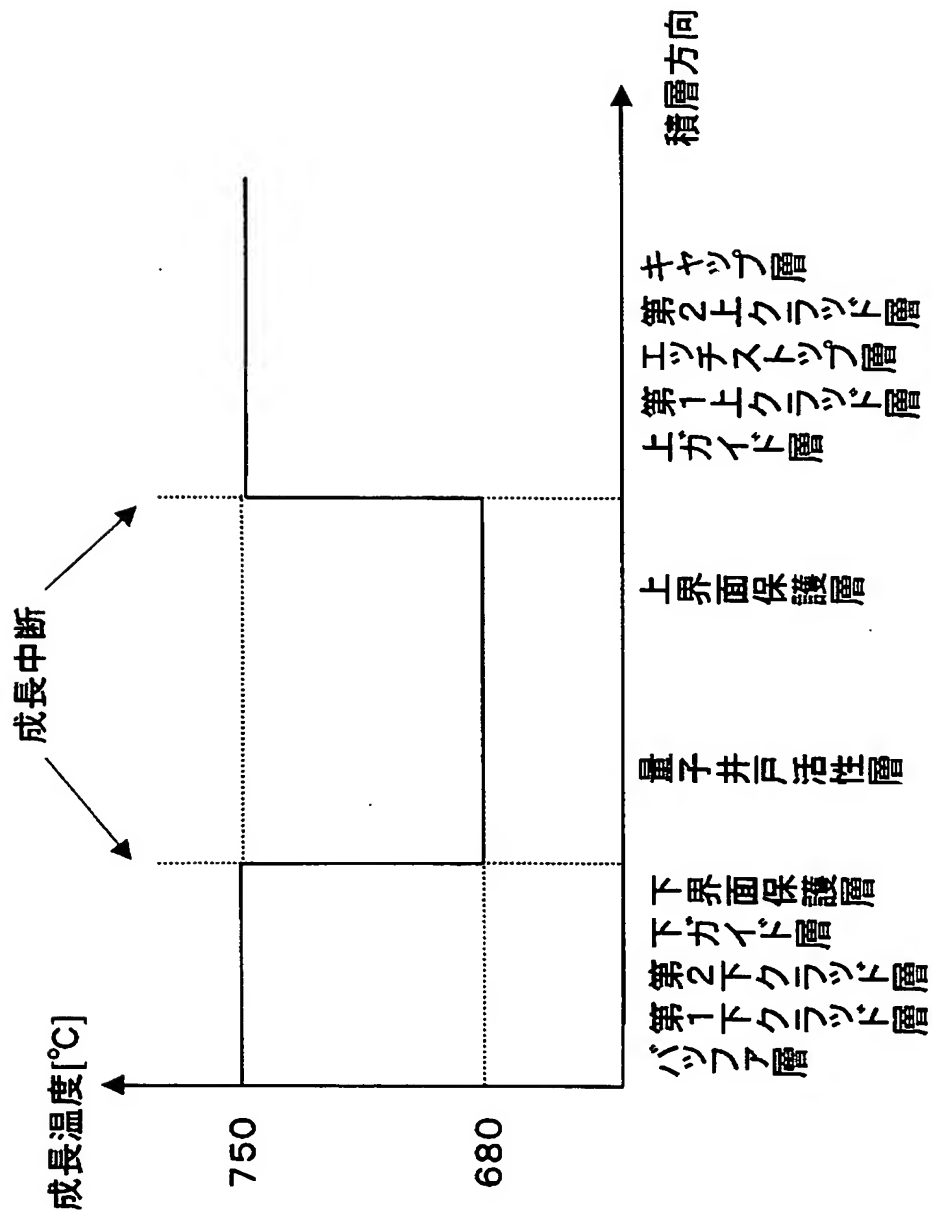 成長温度[℃]
成長中断
750
680
バッファ層
第1下クラッド層
第2下クラッド層
下ガイド層
下界面保護層
量子井戸活性層
上界面保護層
上ガイド層
第1上クラッド層
エッチストップ層
第2上クラッド層
キャップ層
積層方向